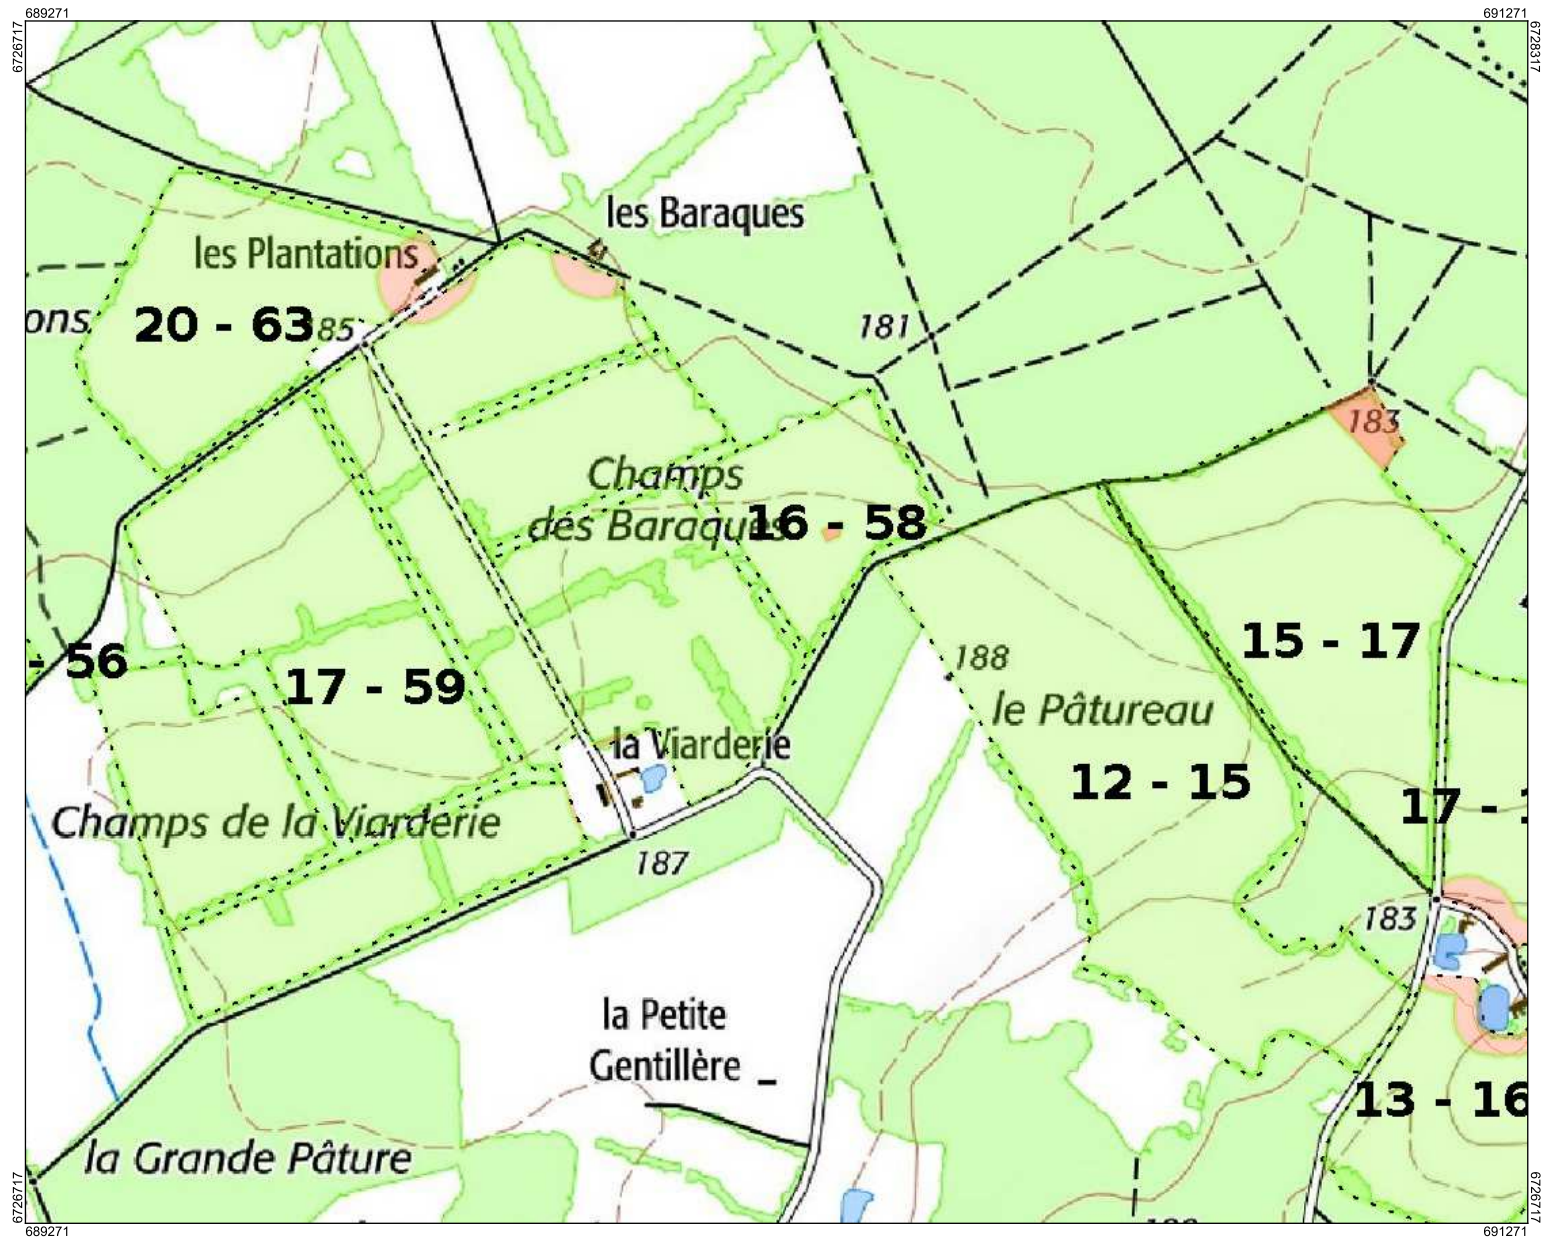 689271
691271
6726717
6728317
les Baraques
les Plantations
ons
20 - 63
85
181
183
Champs
des Baraques
16 - 58
15 - 17
- 56
17 - 59
188
le Pâtureau
la Viarderie
12 - 15
17 - 1
Champs de la Viarderie
187
183
la Petite
Gentillère
13 - 16
la Grande Pâture
6726717
6726717
689271
691271